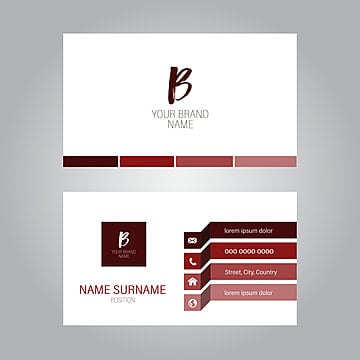 B
YOUR BRAND
NAME
B
YOUR BRAND
NAME
NAME SURNAME
POSITION
lorem ipsum dolor
000 0000 0000
Street, City, Country
lorem ipsum dolor